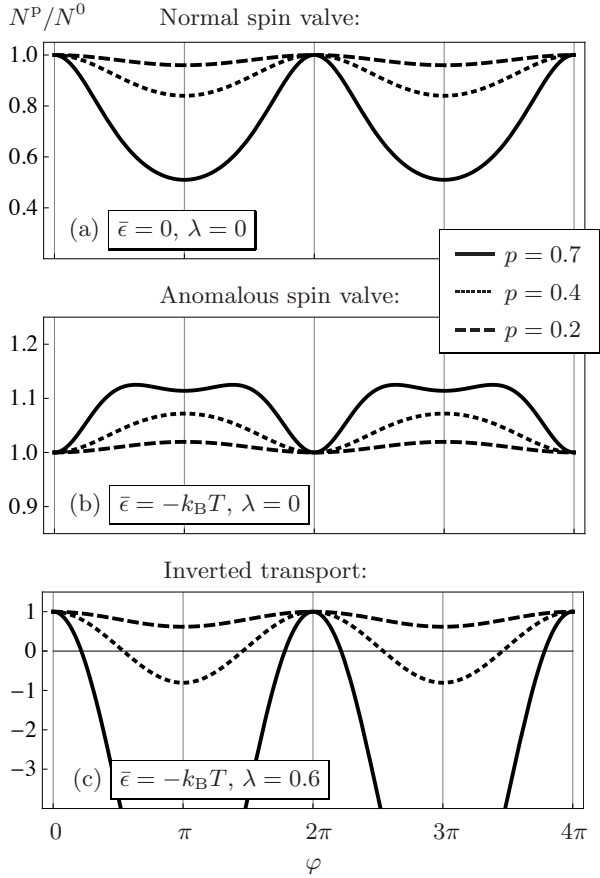 N^p/N^0 Normal spin valve:
1.0
0.8
0.6
0.4
(a) ϵ̄ = 0, λ = 0
p = 0.7
p = 0.4
p = 0.2
Anomalous spin valve:
1.2
1.1
1.0
0.9
(b) ϵ̄ = −k_BT, λ = 0
Inverted transport:
1
0
−1
−2
−3
(c) ϵ̄ = −k_BT, λ = 0.6
0 π 2π 3π 4π
φ